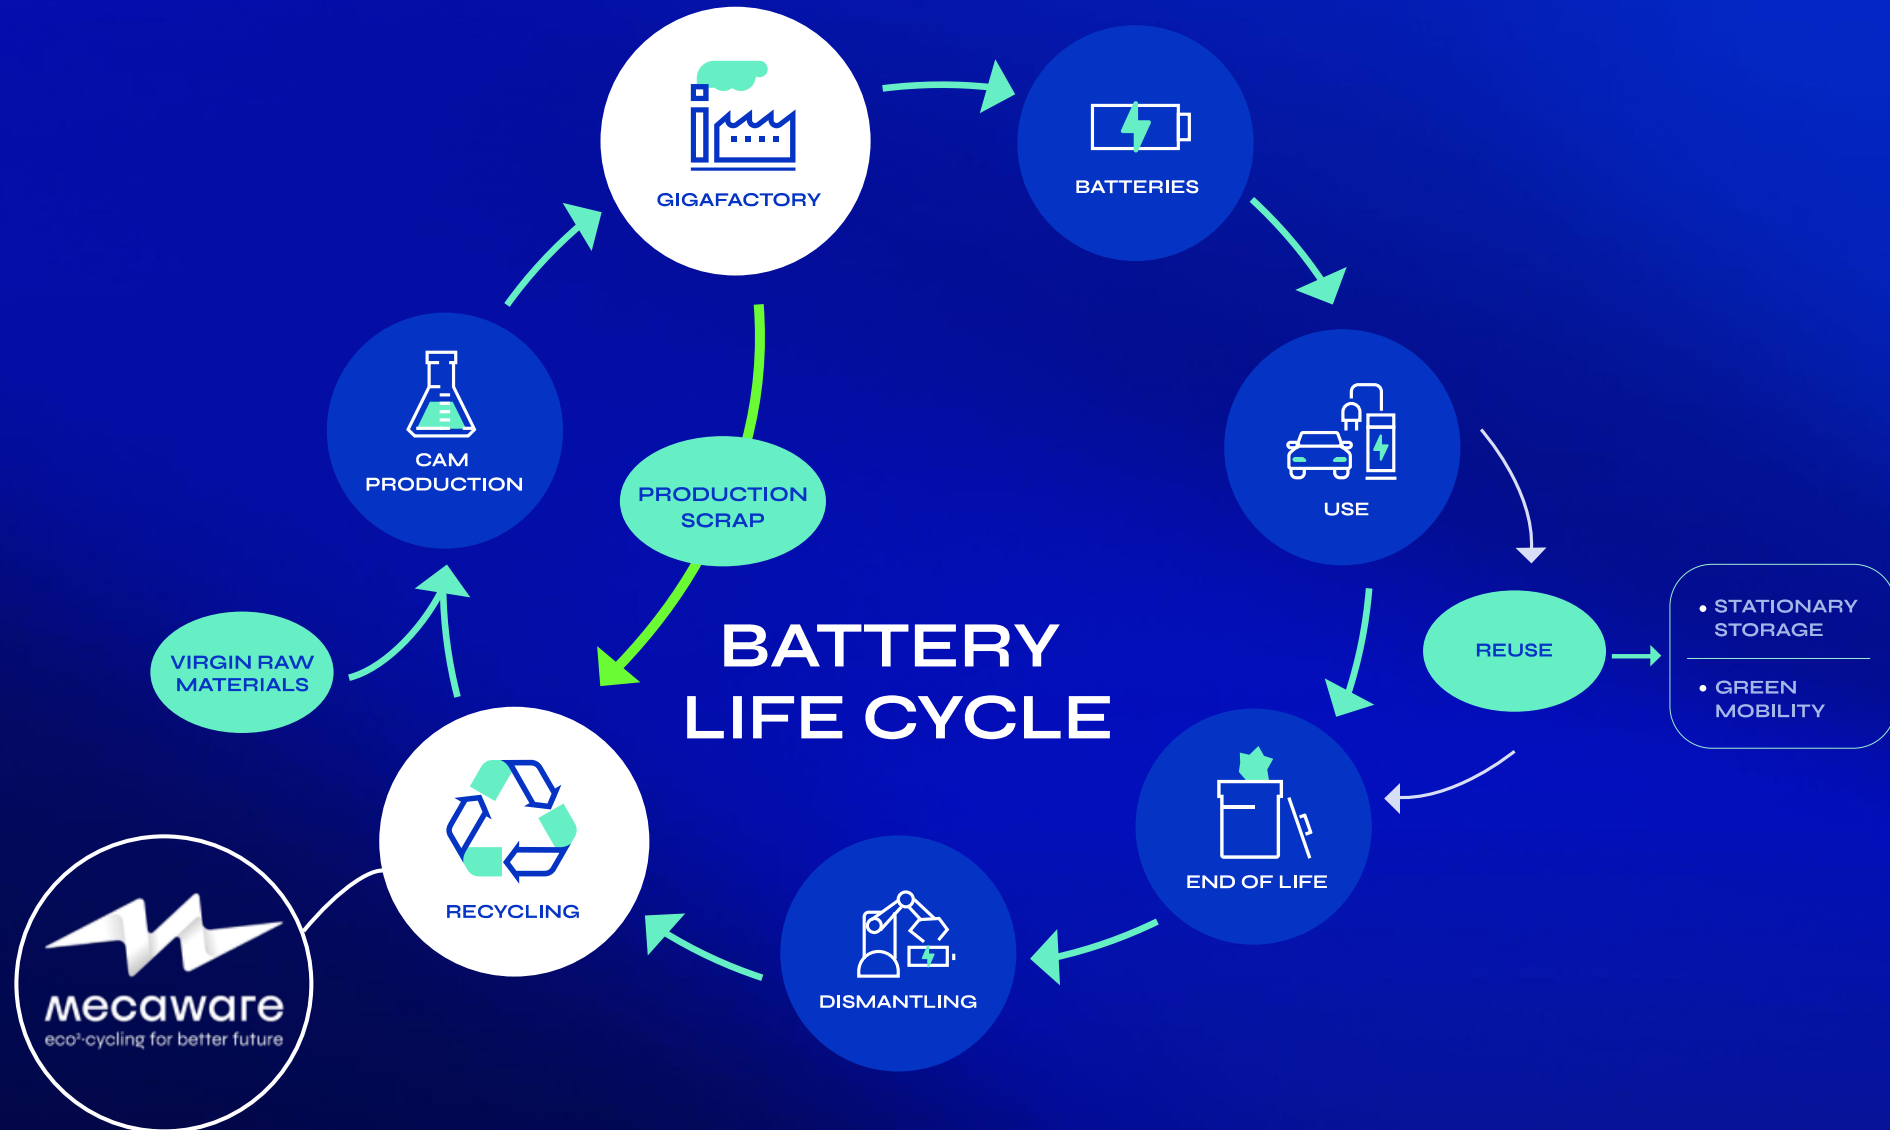 GIGAFACTORY
BATTERIES
CAM
PRODUCTION
PRODUCTION
SCRAP
USE
VIRGIN RAW
MATERIALS
BATTERY
LIFE CYCLE
REUSE
• STATIONARY
STORAGE
• GREEN
MOBILITY
RECYCLING
END OF LIFE
DISMANTLING
mecaware
eco²-cycling for better future